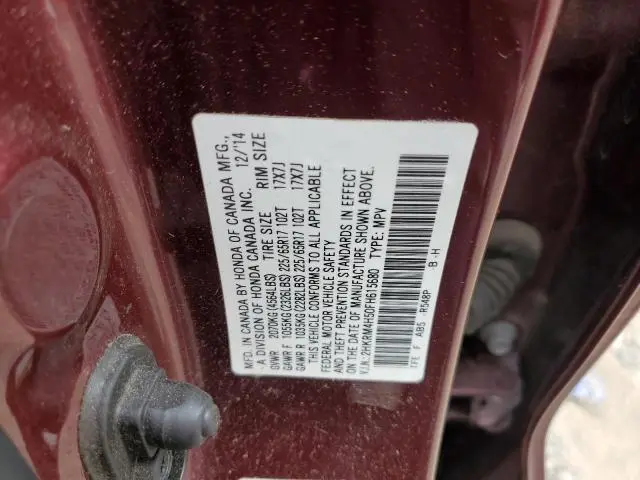 MFD. IN CANADA BY HONDA OF CANADA MFG.,
A DIVISION OF HONDA CANADA INC. 12/'14
TIRE SIZE RIM SIZE
GVWR 2070KG(4564LBS)
GAWR F 1055KG(2326LBS) 225/65R17 102T 17X7J
GAWR R 1035KG(2282LBS) 225/65R17 102T 17X7J
THIS VEHICLE CONFORMS TO ALL APPLICABLE
FEDERAL MOTOR VEHICLE SAFETY
AND THEFT PREVENTION STANDARDS IN EFFECT
ON THE DATE OF MANUFACTURE SHOWN ABOVE.
V.I.N.:2HKRM4H50FH615680 TYPE: MPV
TFE F AB5 R548P B-H